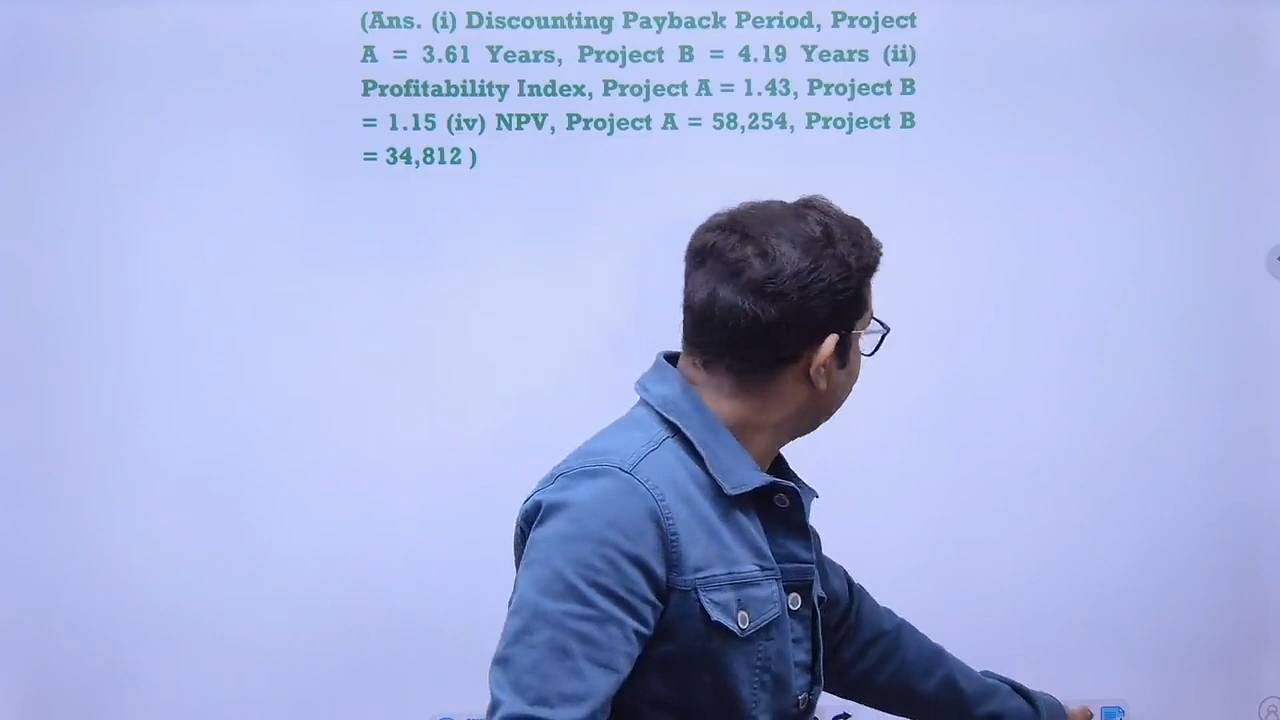 (Ans. (i) Discounting Payback Period, Project
A = 3.61 Years, Project B = 4.19 Years (ii)
Profitability Index, Project A = 1.43, Project B
= 1.15 (iv) NPV, Project A = 58,254, Project B
= 34,812 )